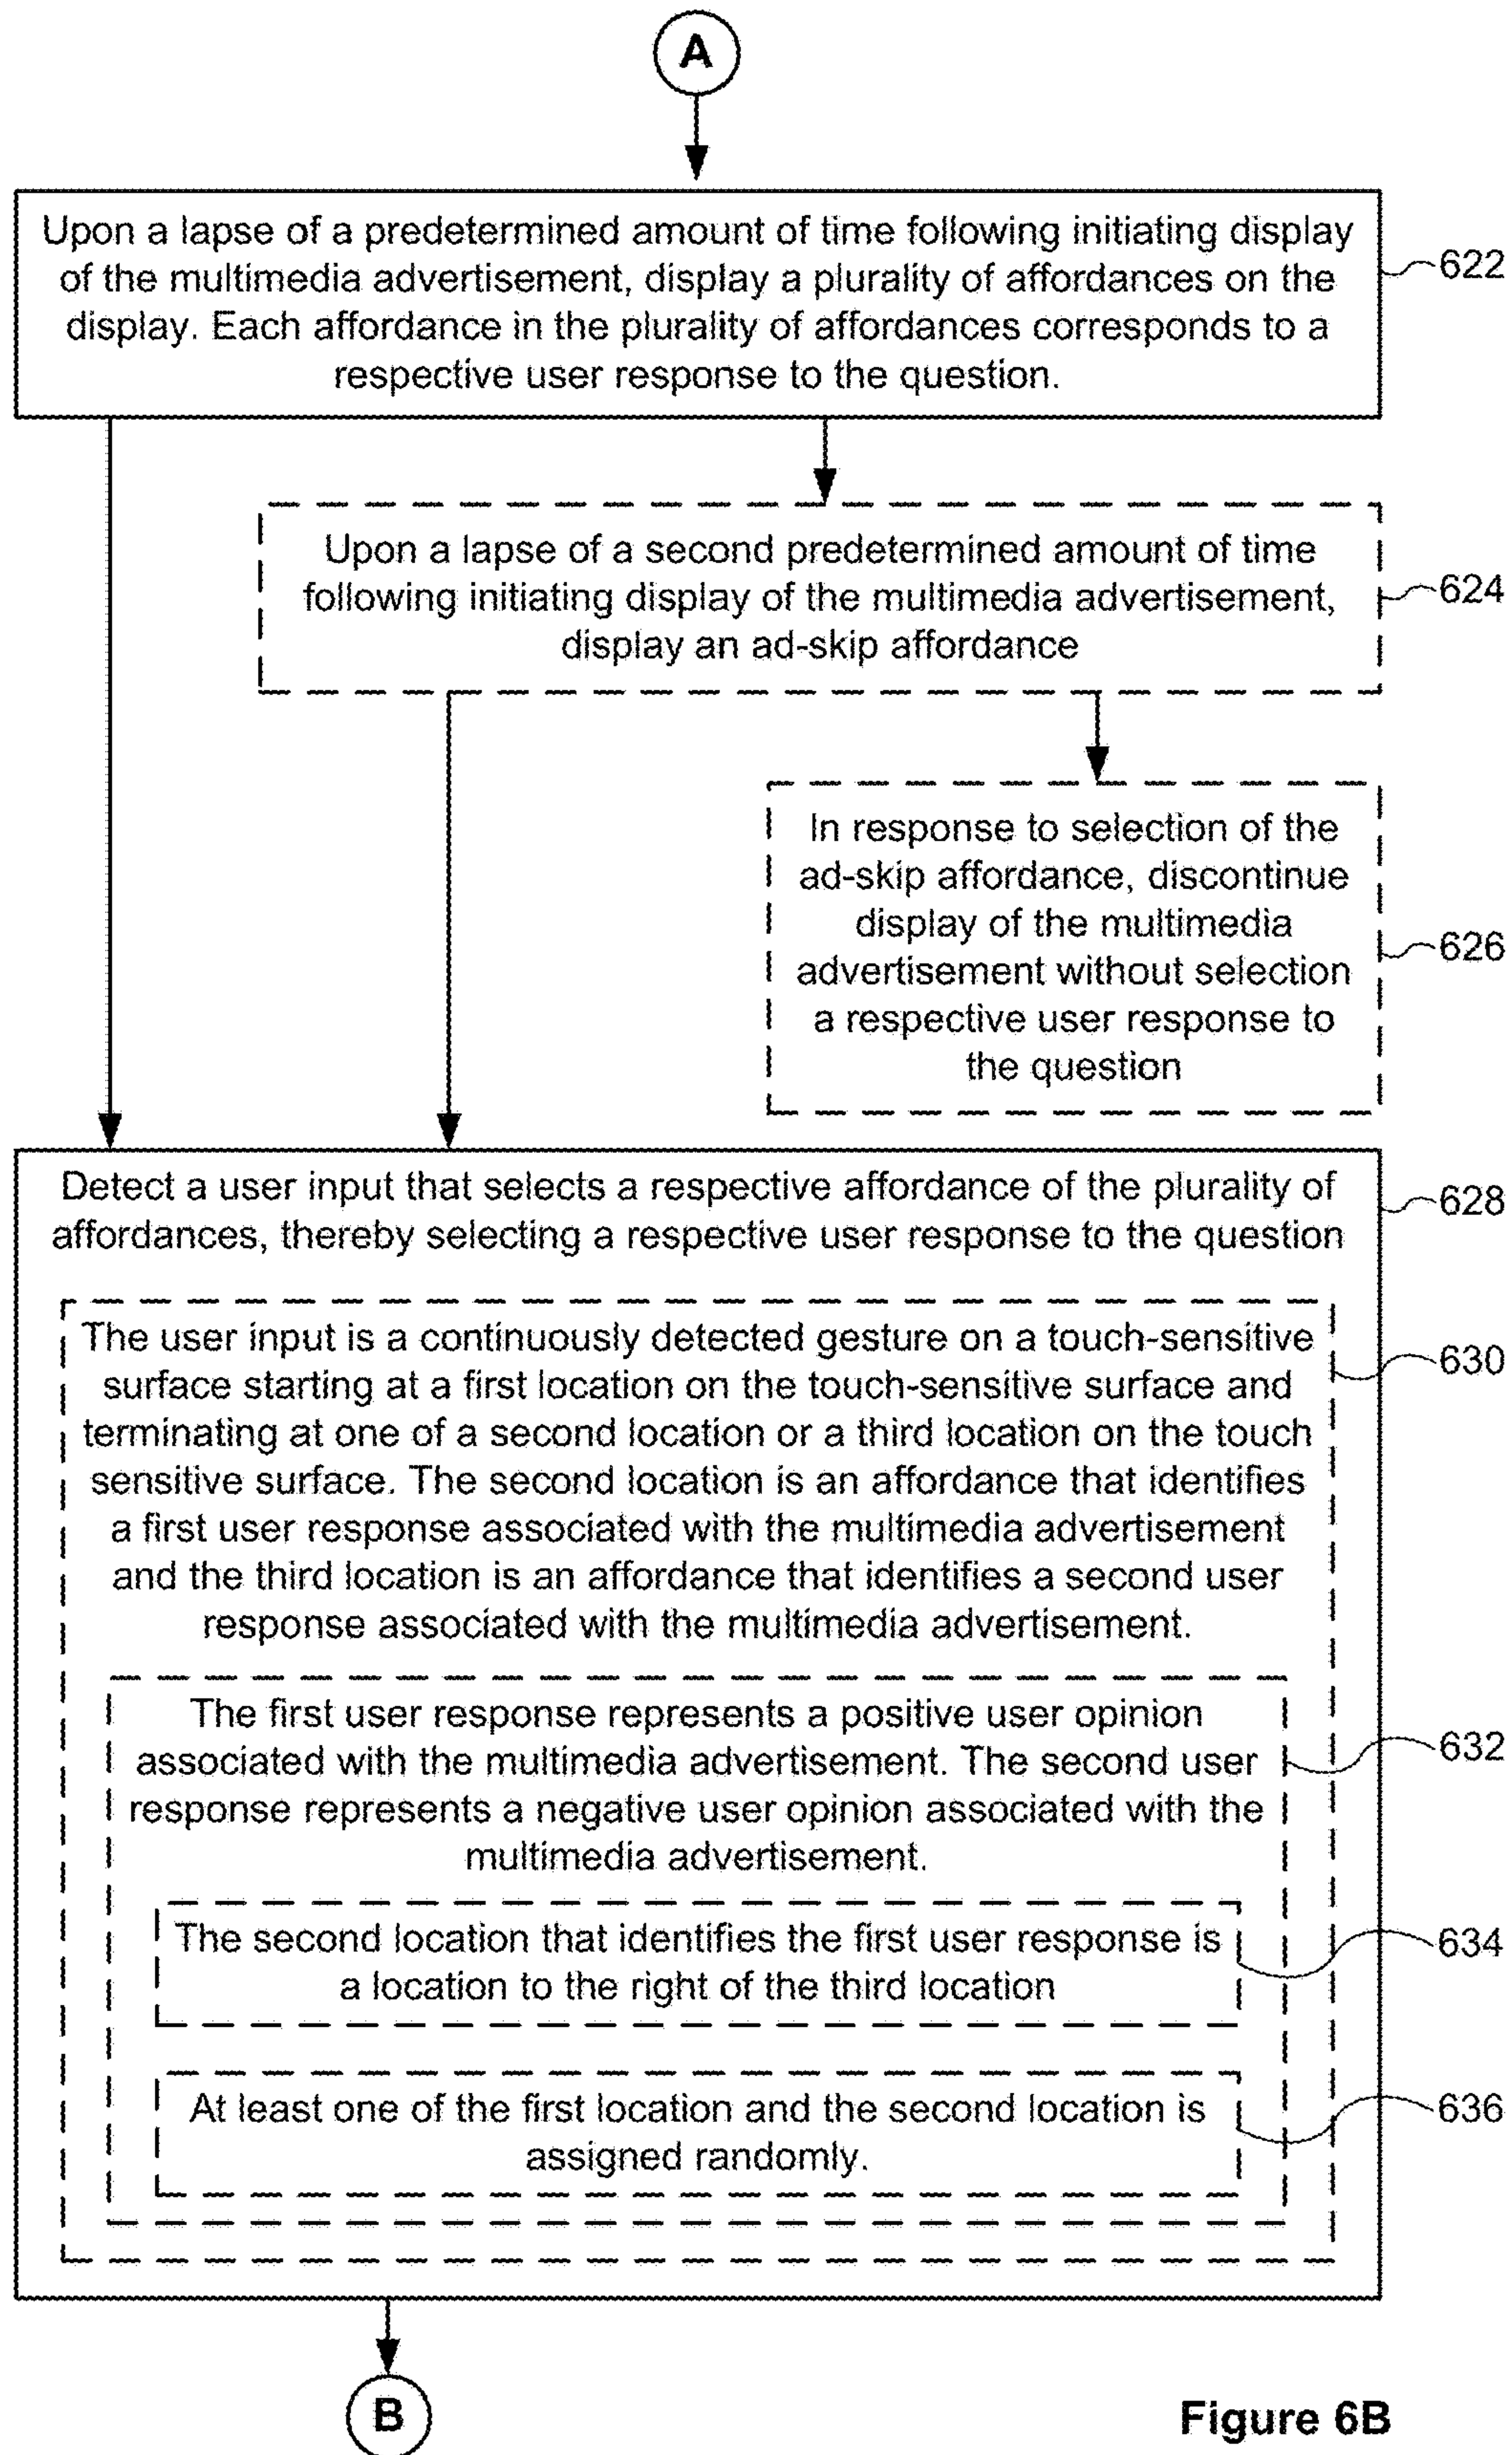 A
Upon a lapse of a predetermined amount of time following initiating display
of the multimedia advertisement, display a plurality of affordances on the
display. Each affordance in the plurality of affordances corresponds to a
respective user response to the question.
622
Upon a lapse of a second predetermined amount of time
following initiating display of the multimedia advertisement,
display an ad-skip affordance
624
In response to selection of the
ad-skip affordance, discontinue
display of the multimedia
advertisement without selection
a respective user response to
the question
626
Detect a user input that selects a respective affordance of the plurality of
affordances, thereby selecting a respective user response to the question
628
The user input is a continuously detected gesture on a touch-sensitive
surface starting at a first location on the touch-sensitive surface and
terminating at one of a second location or a third location on the touch
sensitive surface. The second location is an affordance that identifies
a first user response associated with the multimedia advertisement
and the third location is an affordance that identifies a second user
response associated with the multimedia advertisement.
630
The first user response represents a positive user opinion
associated with the multimedia advertisement. The second user
response represents a negative user opinion associated with the
multimedia advertisement.
632
The second location that identifies the first user response is
a location to the right of the third location
634
At least one of the first location and the second location is
assigned randomly.
636
B
Figure 6B